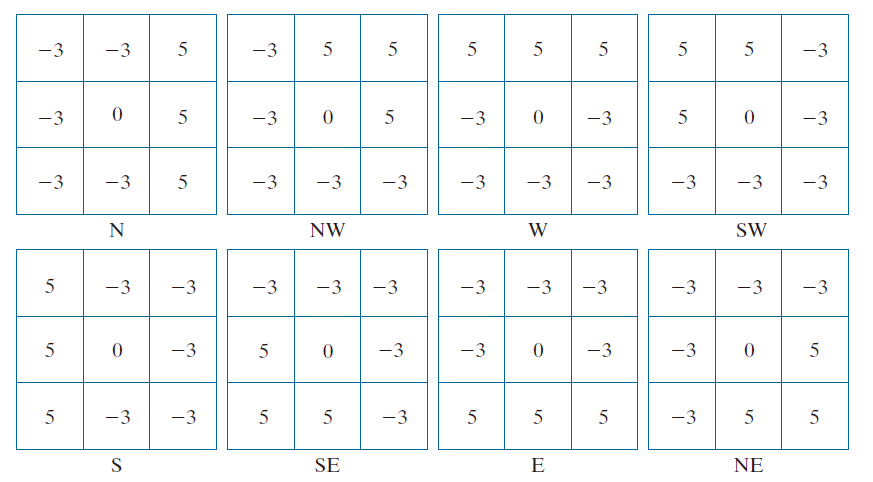 −3 −3 5 −3 5 5 5 5 5 5 5 −3
−3 0 5 −3 0 5 −3 0 −3 5 0 −3
−3 −3 5 −3 −3 −3 −3 −3 −3 −3 −3 −3
N NW W SW
5 −3 −3 −3 −3 −3 −3 −3 −3 −3 −3 −3
5 0 −3 5 0 −3 −3 0 −3 −3 0 5
5 −3 −3 5 5 −3 5 5 5 −3 5 5
S SE E NE